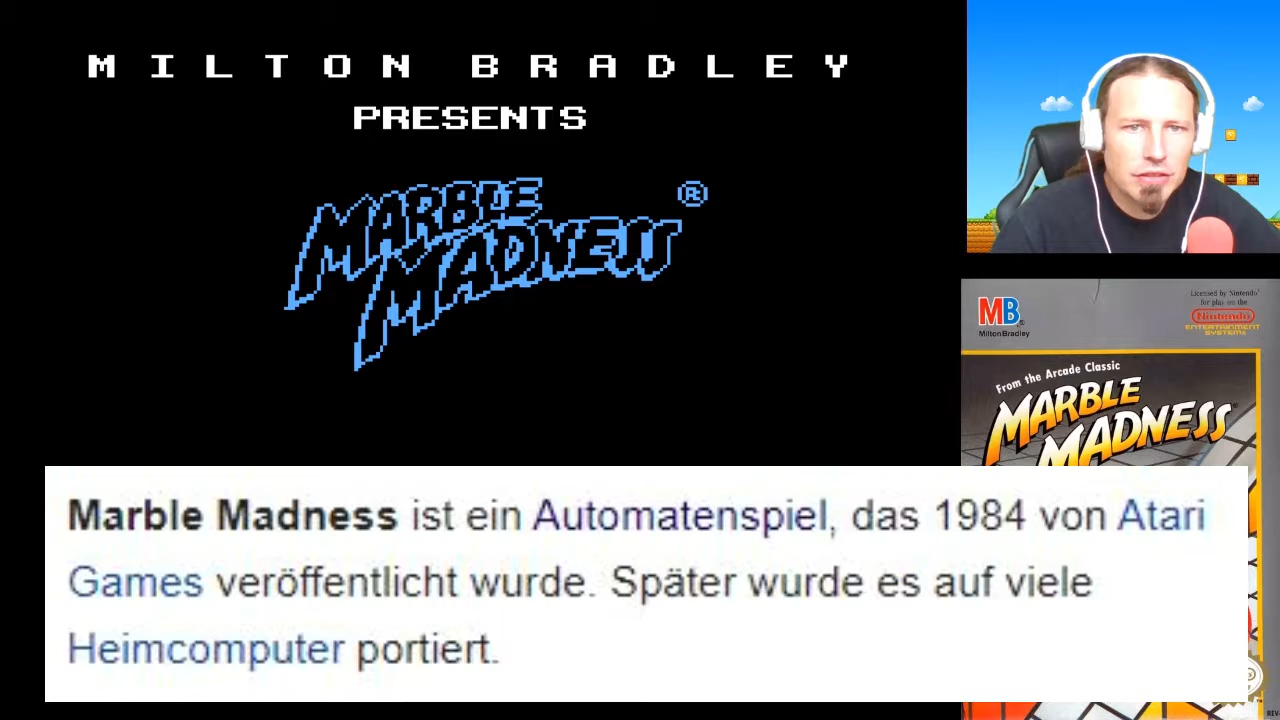 MILTON BRADLEY
PRESENTS
MARBLE
MADNESS ®
MB ®
Milton Bradley
Licensed by Nintendo
for play on the
Nintendo
ENTERTAINMENT
SYSTEM
From the Arcade Classic
MARBLE
MADNESS
Marble Madness ist ein Automatenspiel, das 1984 von Atari
Games veröffentlicht wurde. Später wurde es auf viele
Heimcomputer portiert.